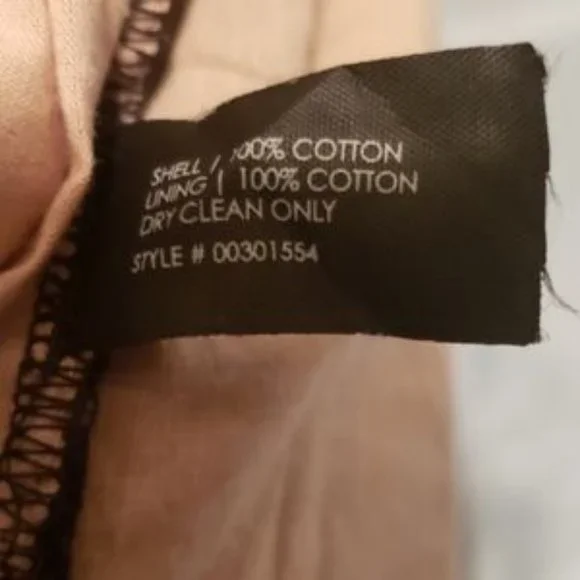 SHELL / 100% COTTON
LINING / 100% COTTON
DRY CLEAN ONLY
STYLE # 00301554